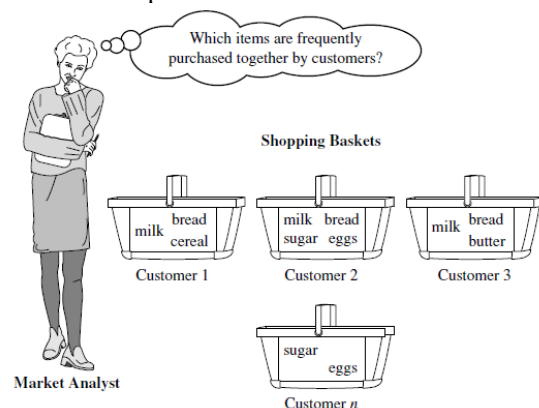 Which items are frequently
purchased together by customers?
Shopping Baskets
milk bread
cereal
milk bread
sugar eggs
milk bread
butter
Customer 1
Customer 2
Customer 3
sugar
eggs
Market Analyst
Customer n